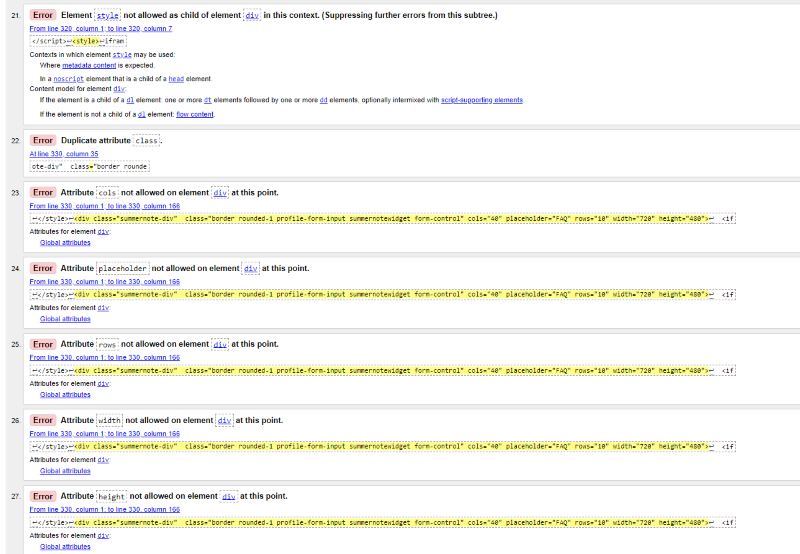 21. Error Element style not allowed as child of element div in this context. (Suppressing further errors from this subtree.)
From line 320, column 1; to line 320, column 7
</script>↩<style>↩ifram
Contexts in which element style may be used:
Where metadata content is expected.
In a noscript element that is a child of a head element.
Content model for element div:
If the element is a child of a dl element: one or more dt elements followed by one or more dd elements, optionally intermixed with script-supporting elements.
If the element is not a child of a dl element: flow content.
22. Error Duplicate attribute class.
At line 330, column 35
ote-div"  class="border rounde
23. Error Attribute cols not allowed on element div at this point.
From line 330, column 1; to line 330, column 166
↩</style>↩<div class="summernote-div"  class="border rounded-1 profile-form-input summernotewidget form-control" cols="40" placeholder="FAQ" rows="10" width="720" height="480">↩  <if
Attributes for element div:
Global attributes
24. Error Attribute placeholder not allowed on element div at this point.
From line 330, column 1; to line 330, column 166
↩</style>↩<div class="summernote-div"  class="border rounded-1 profile-form-input summernotewidget form-control" cols="40" placeholder="FAQ" rows="10" width="720" height="480">↩  <if
Attributes for element div:
Global attributes
25. Error Attribute rows not allowed on element div at this point.
From line 330, column 1; to line 330, column 166
↩</style>↩<div class="summernote-div"  class="border rounded-1 profile-form-input summernotewidget form-control" cols="40" placeholder="FAQ" rows="10" width="720" height="480">↩  <if
Attributes for element div:
Global attributes
26. Error Attribute width not allowed on element div at this point.
From line 330, column 1; to line 330, column 166
↩</style>↩<div class="summernote-div"  class="border rounded-1 profile-form-input summernotewidget form-control" cols="40" placeholder="FAQ" rows="10" width="720" height="480">↩  <if
Attributes for element div:
Global attributes
27. Error Attribute height not allowed on element div at this point.
From line 330, column 1; to line 330, column 166
↩</style>↩<div class="summernote-div"  class="border rounded-1 profile-form-input summernotewidget form-control" cols="40" placeholder="FAQ" rows="10" width="720" height="480">↩  <if
Attributes for element div:
Global attributes